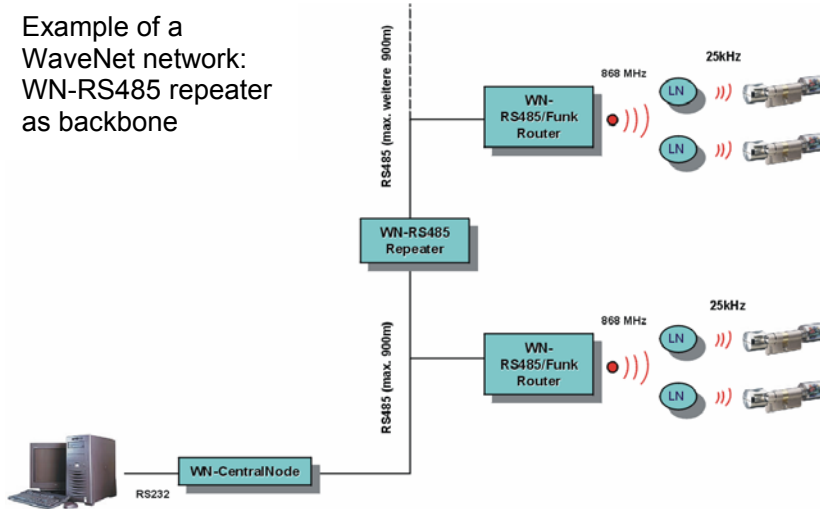 Example of a
WaveNet network:
WN-RS485 repeater
as backbone
RS485 (max. weitere 900m)
WN-
RS485/Funk
Router
868 MHz
25kHz
LN
LN
WN-RS485
Repeater
RS485 (max. 900m)
WN-
RS485/Funk
Router
868 MHz
25kHz
LN
LN
WN-CentralNode
RS232